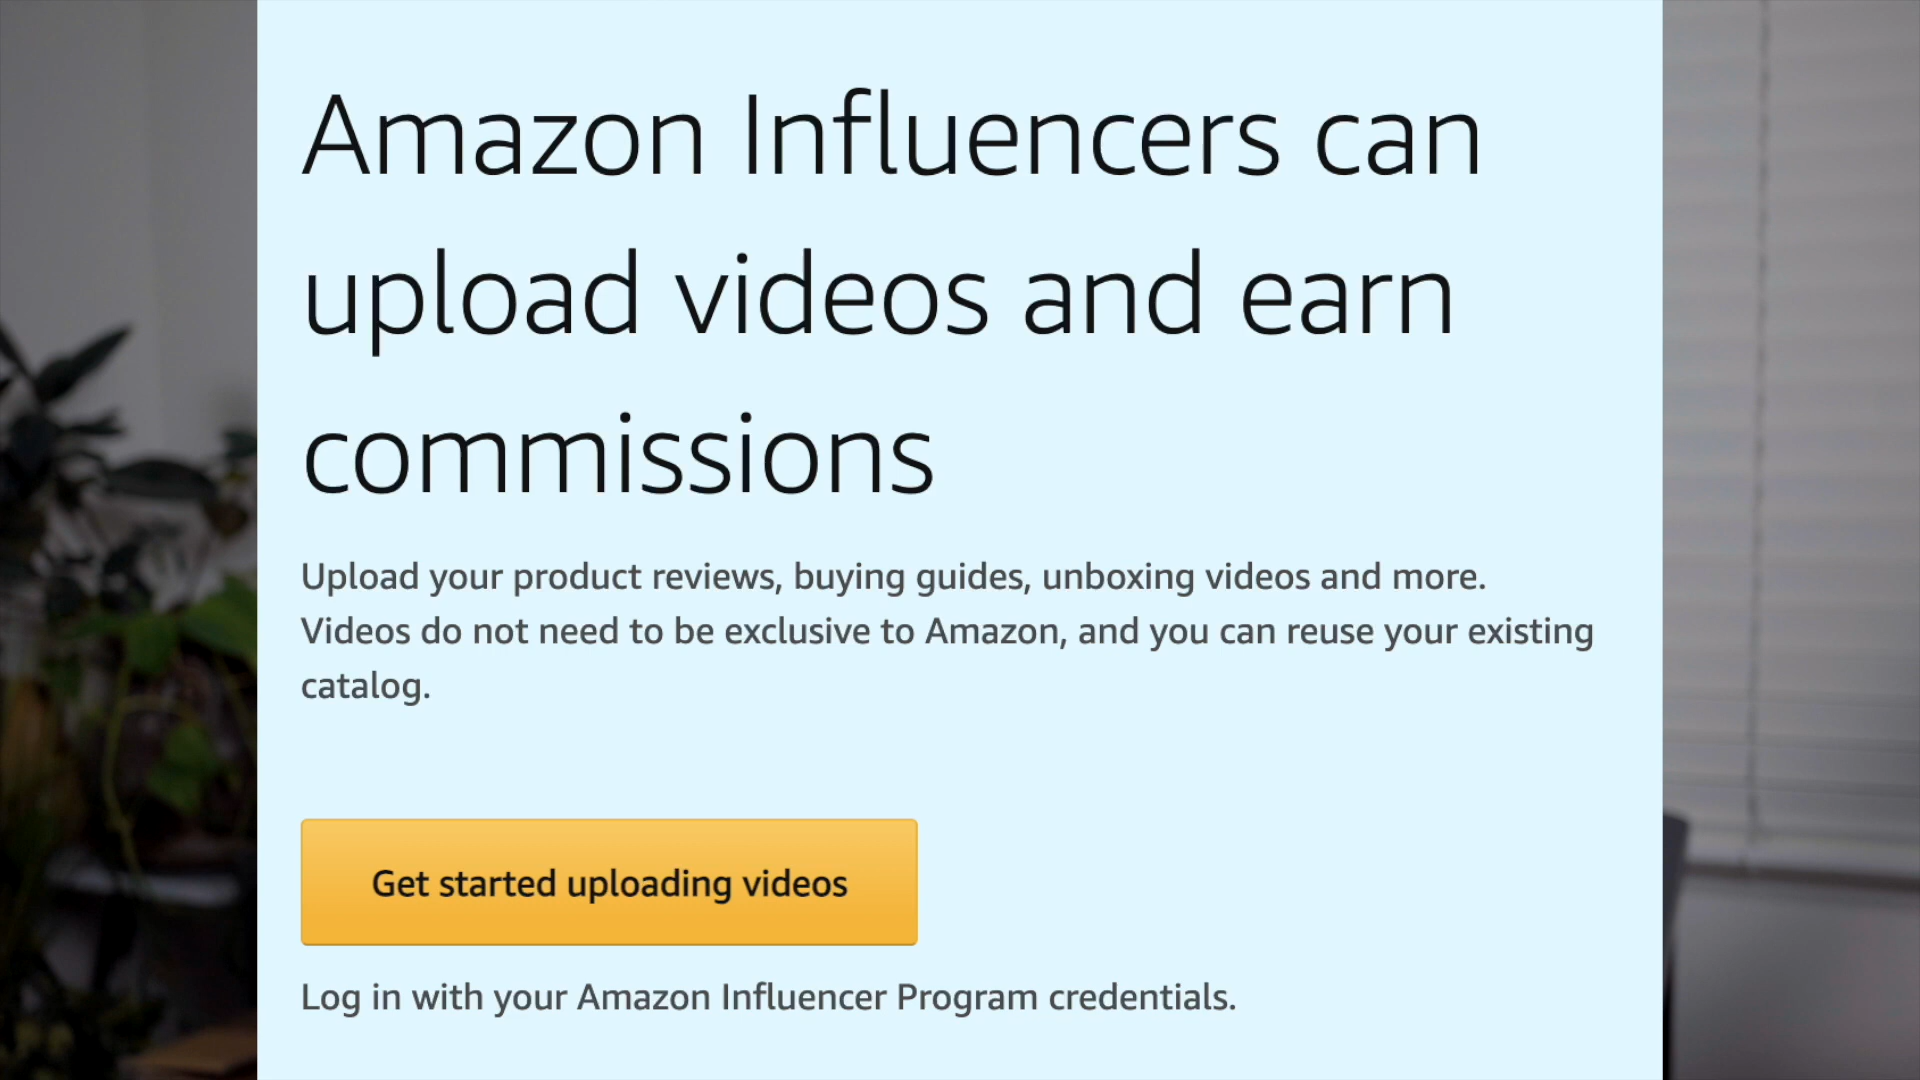 Amazon Influencers can
upload videos and earn
commissions
Upload your product reviews, buying guides, unboxing videos and more.
Videos do not need to be exclusive to Amazon, and you can reuse your existing
catalog.
Get started uploading videos
Log in with your Amazon Influencer Program credentials.